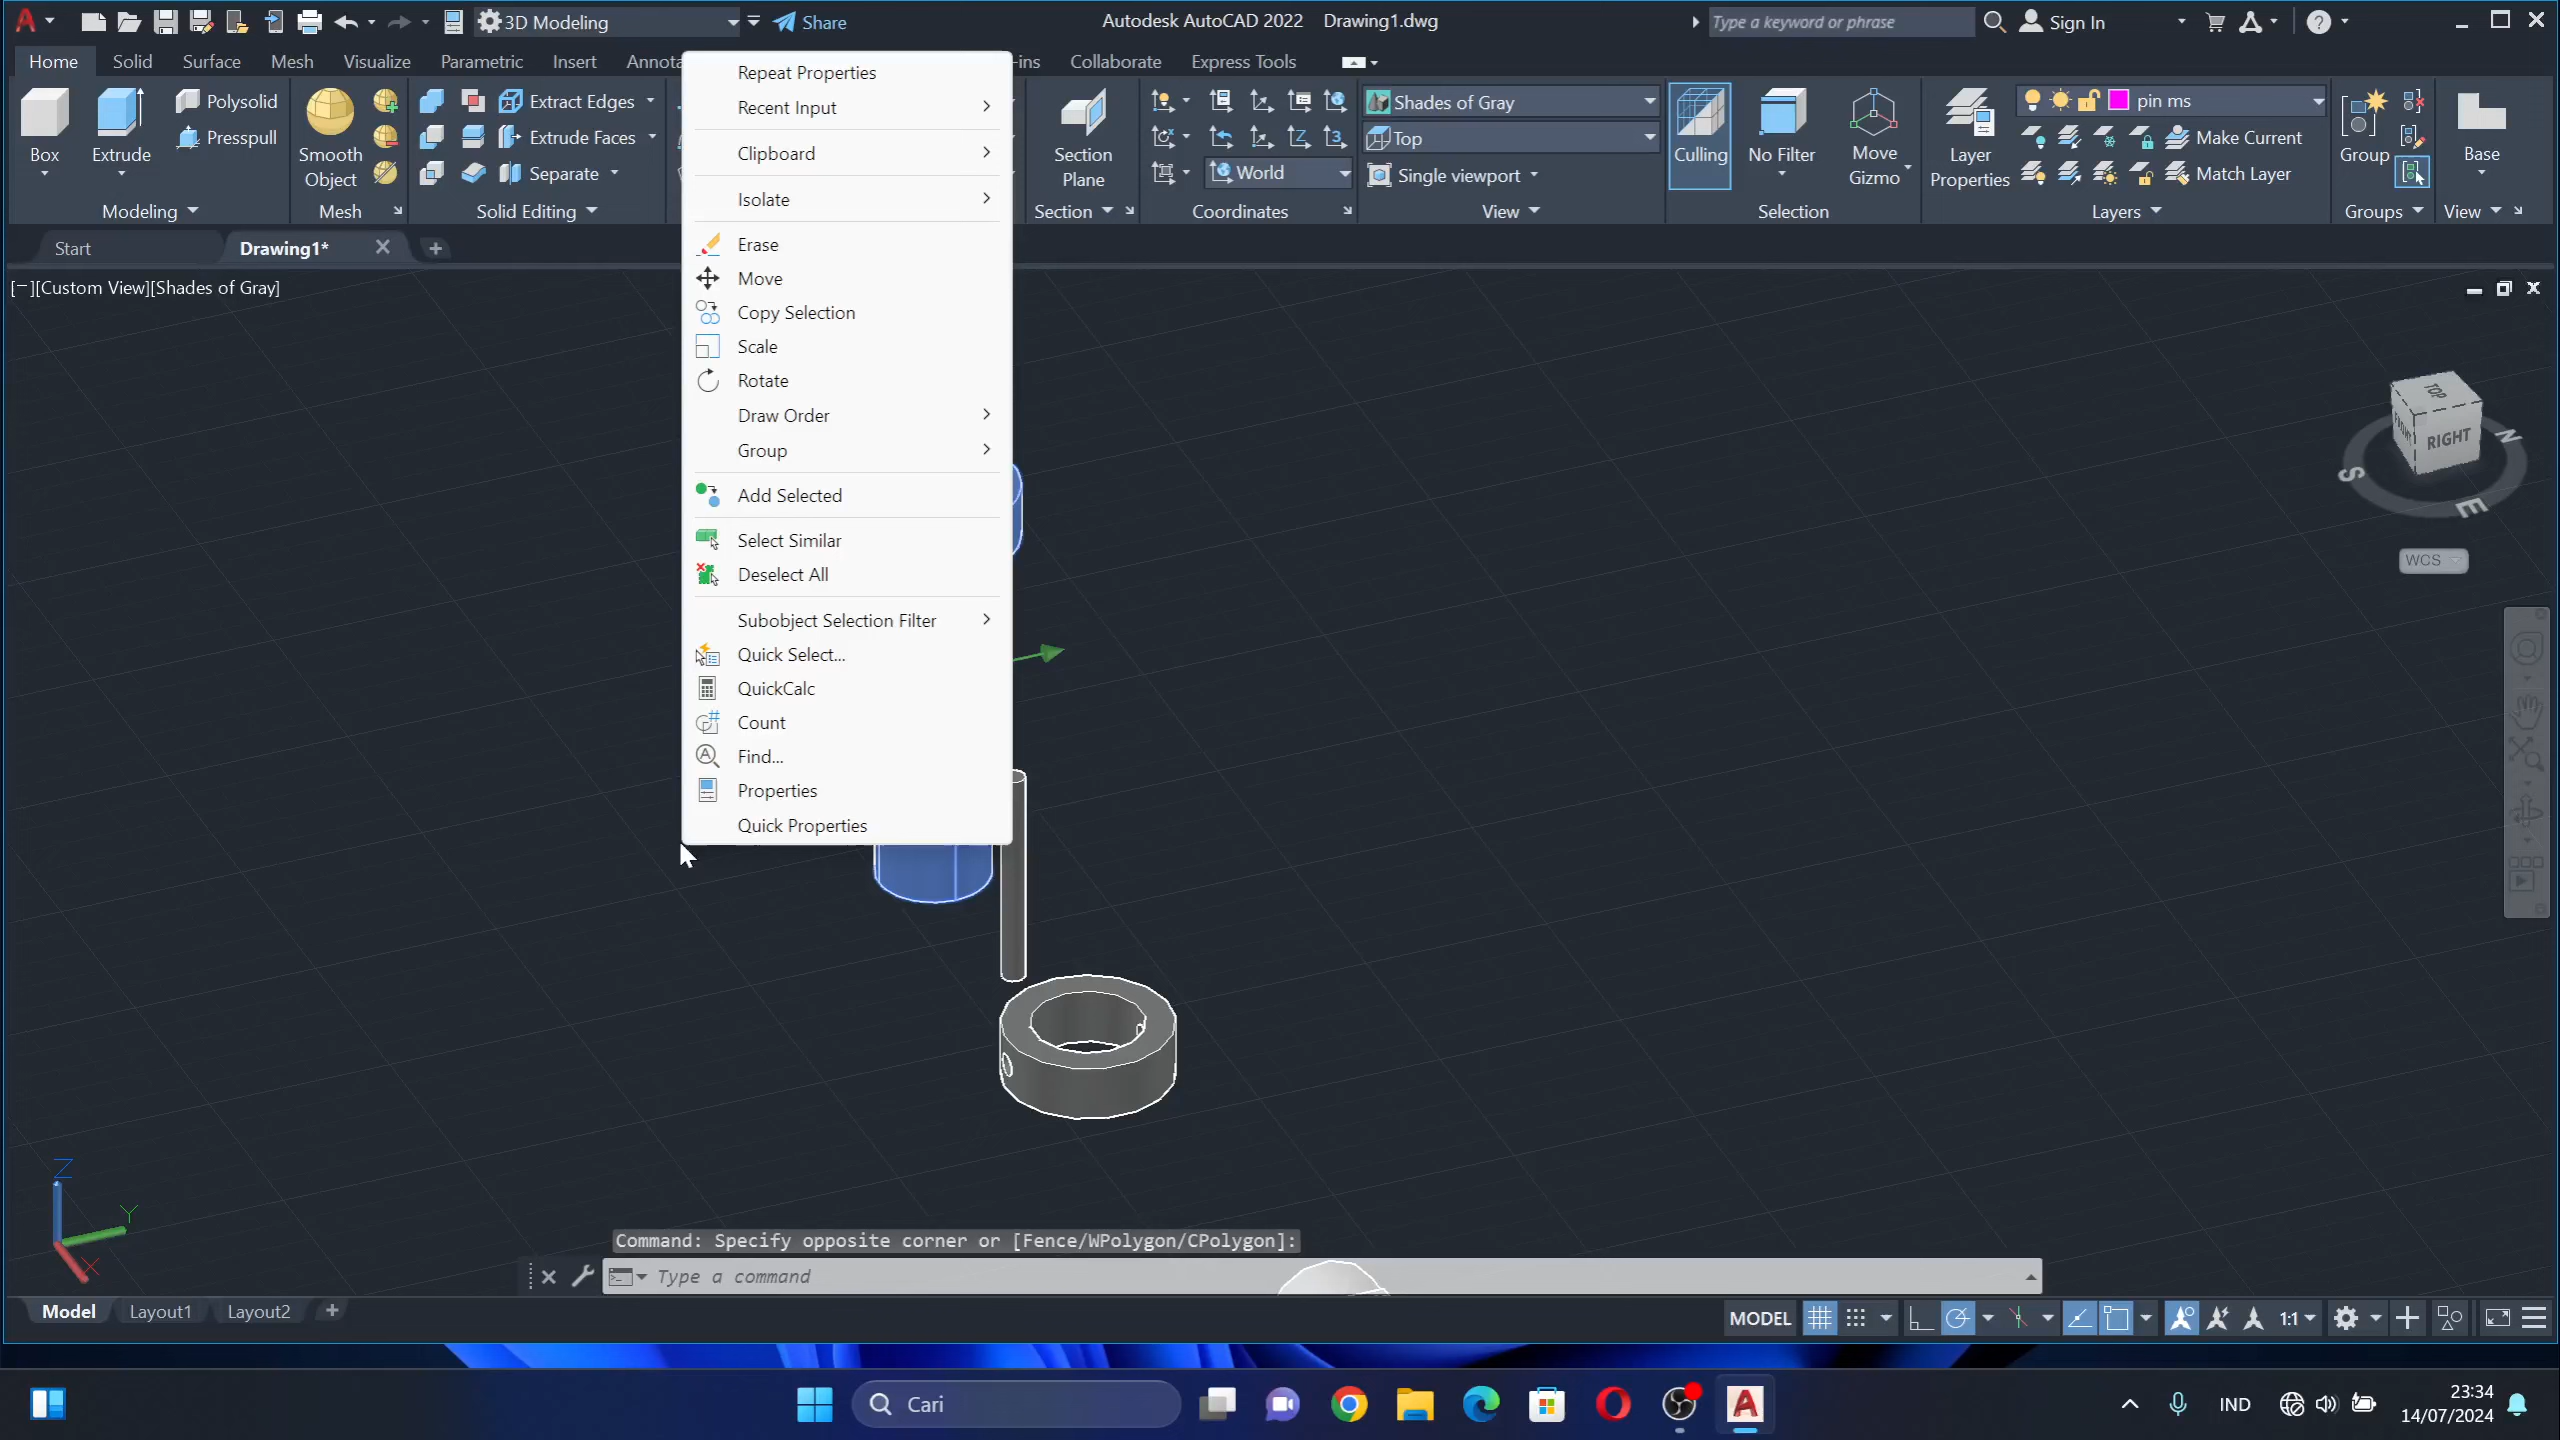 3D Modeling
Share
Autodesk AutoCAD 2022 Drawing1.dwg
Type a keyword or phrase
Sign In
Home
Solid
Surface
Mesh
Visualize
Parametric
Insert
Collaborate
Express Tools
Box
Extrude
Polysolid
Presspull
Smooth
Object
Extract Edges
Extrude Faces
Separate
Section
Plane
World
Shades of Gray
Top
Single viewport
Culling
No Filter
Move
Gizmo
Layer
Properties
pin ms
Make Current
Match Layer
Group
Base
Modeling
Mesh
Solid Editing
Section
Coordinates
View
Selection
Layers
Groups
View
Start
Drawing1*
[−][Custom View][Shades of Gray]
Repeat Properties
Recent Input
Clipboard
Isolate
Erase
Move
Copy Selection
Scale
Rotate
Draw Order
Group
Add Selected
Select Similar
Deselect All
Subobject Selection Filter
Quick Select...
QuickCalc
Count
Find...
Properties
Quick Properties
TOP
RIGHT
N
S
E
WCS
Z
Y
X
Command: Specify opposite corner or [Fence/WPolygon/CPolygon]:
Type a command
Model
Layout1
Layout2
MODEL
1:1
Cari
IND
23:34
14/07/2024